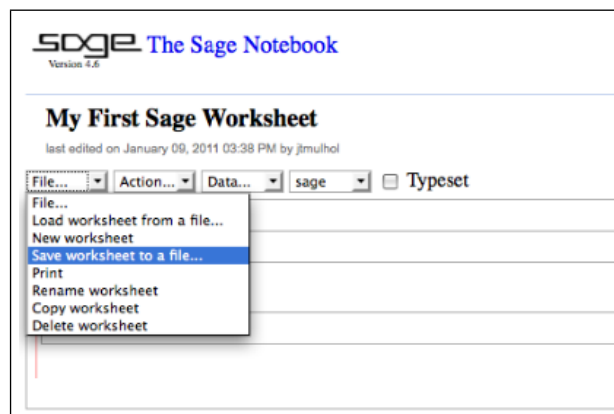 sage The Sage Notebook
Version 4.6
My First Sage Worksheet
last edited on January 09, 2011 03:38 PM by jtmulhol
File... Action... Data... sage Typeset
File...
Load worksheet from a file...
New worksheet
Save worksheet to a file...
Print
Rename worksheet
Copy worksheet
Delete worksheet